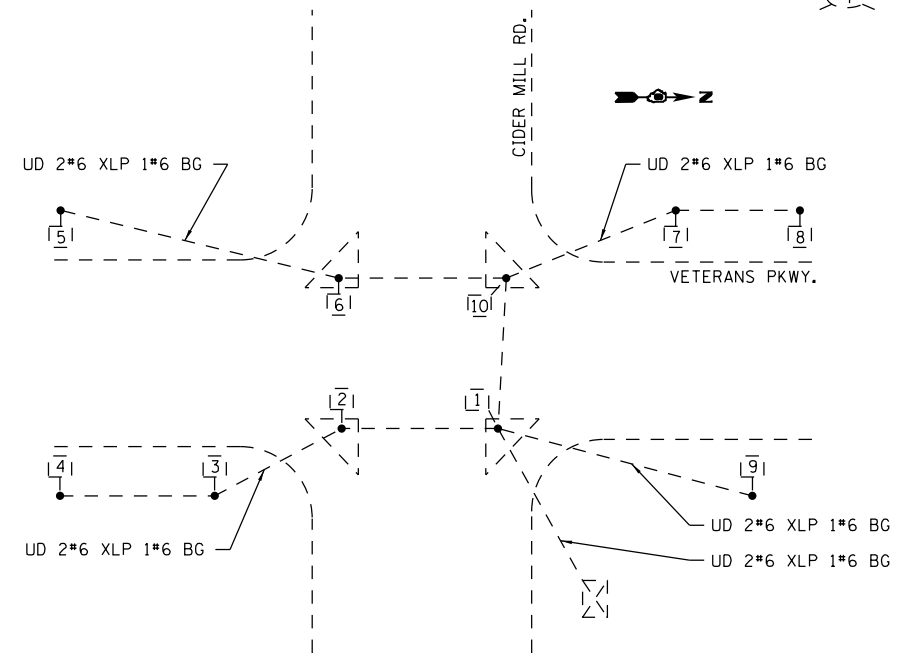 CIDER MILL RD.
N
UD 2#6 XLP 1#6 BG
UD 2#6 XLP 1#6 BG
5
7
8
VETERANS PKWY.
6
10
2
1
4
3
9
UD 2#6 XLP 1#6 BG
UD 2#6 XLP 1#6 BG
UD 2#6 XLP 1#6 BG